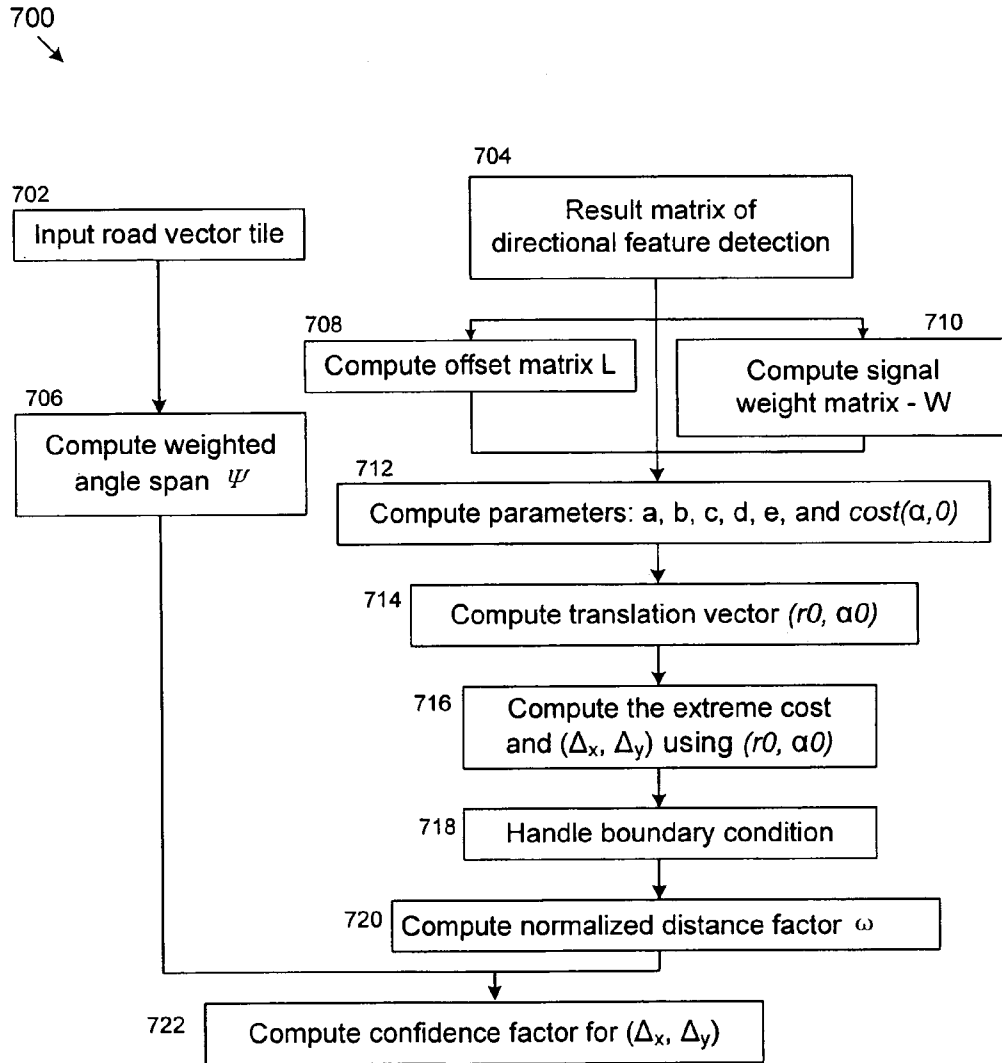 700
704
Result matrix of
directional feature detection
702
Input road vector tile
708
Compute offset matrix L
710
Compute signal
weight matrix - W
706
Compute weighted
angle span Ψ
712
Compute parameters: a, b, c, d, e, and cost(α,0)
714
Compute translation vector (r0, α0)
716
Compute the extreme cost
and (Δx, Δy) using (r0, α0)
718
Handle boundary condition
720
Compute normalized distance factor ω
722
Compute confidence factor for (Δx, Δy)